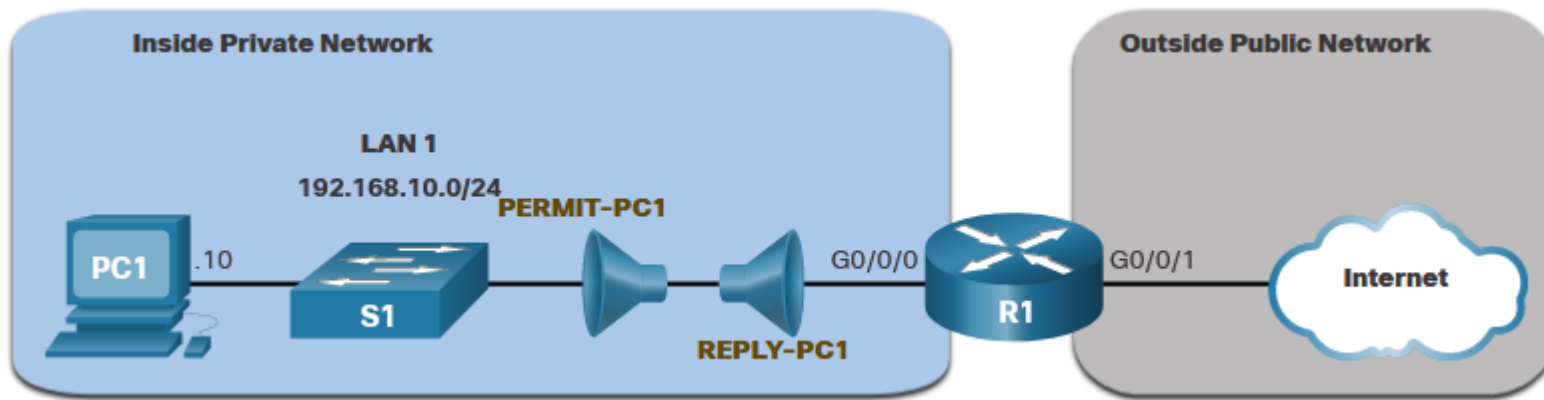 Inside Private Network
Outside Public Network
LAN 1
192.168.10.0/24
PERMIT-PC1
PC1
.10
S1
REPLY-PC1
G0/0/0
R1
G0/0/1
Internet